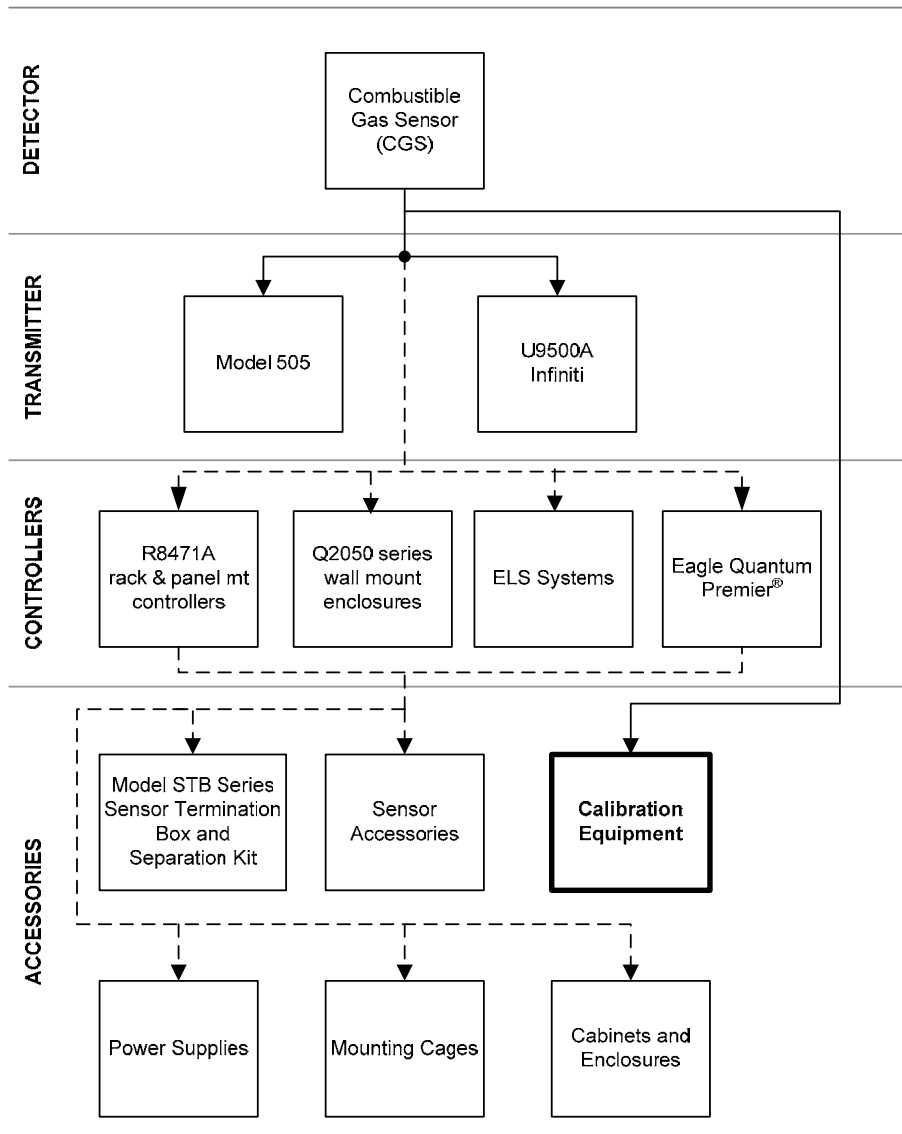 DETECTOR
Combustible
Gas Sensor
(CGS)
TRANSMITTER
Model 505
U9500A
Infiniti
CONTROLLERS
R8471A
rack & panel mt
controllers
Q2050 series
wall mount
enclosures
ELS Systems
Eagle Quantum
Premier®
ACCESSORIES
Model STB Series
Sensor Termination
Box and
Separation Kit
Sensor
Accessories
Calibration
Equipment
Power Supplies
Mounting Cages
Cabinets and
Enclosures